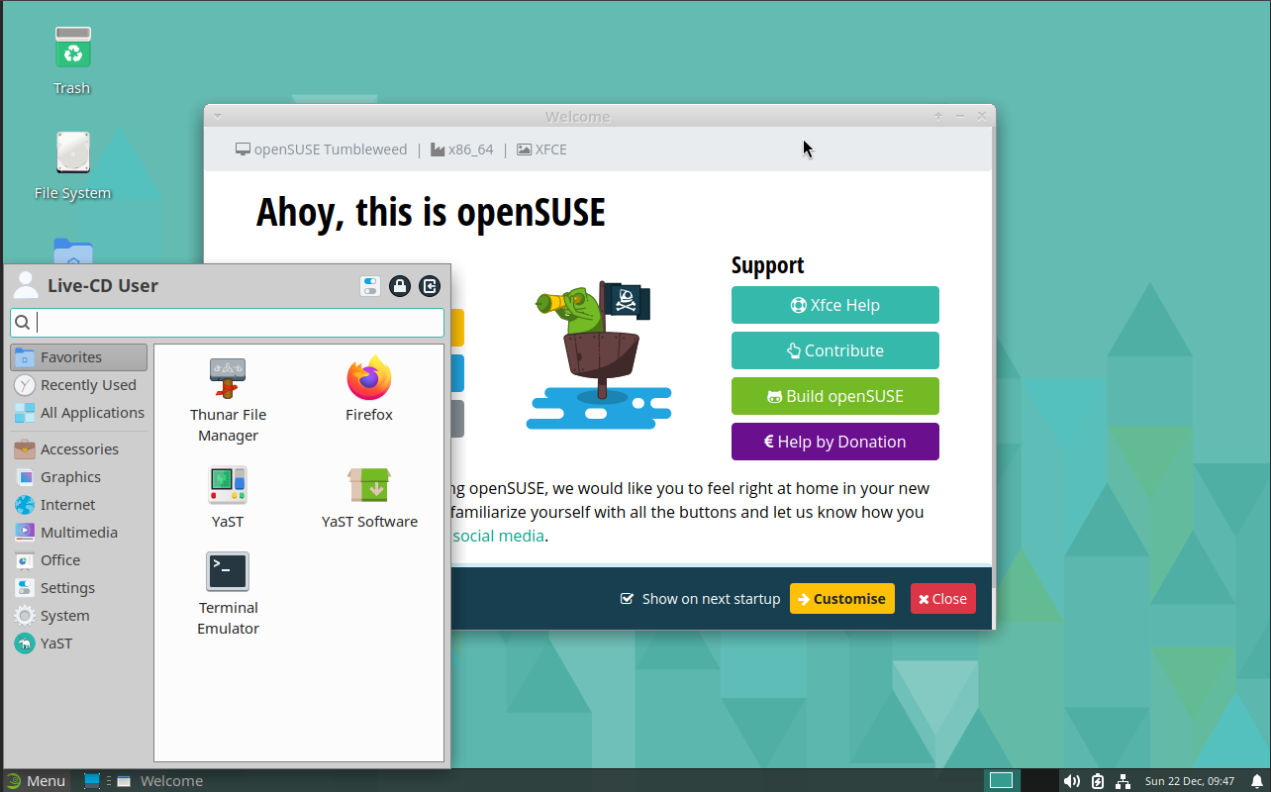 Trash
File System
Welcome
openSUSE Tumbleweed | x86_64 | XFCE
Ahoy, this is openSUSE
Support
Xfce Help
Contribute
Build openSUSE
€ Help by Donation
openSUSE, we would like you to feel right at home in your new
familiarize yourself with all the buttons and let us know how you
social media.
Show on next startup
Customise
Close
Live-CD User
Favorites
Recently Used
All Applications
Accessories
Graphics
Internet
Multimedia
Office
Settings
System
YaST
Thunar File
Manager
Firefox
YaST
YaST Software
Terminal
Emulator
Menu
Welcome
Sun 22 Dec, 09:47